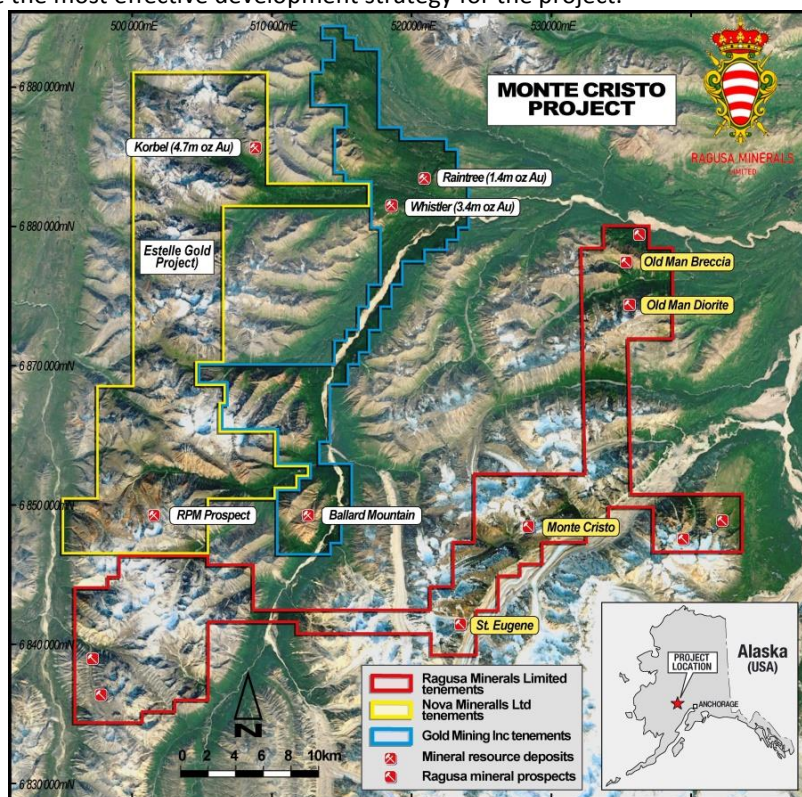 the most effective development strategy for the project.
500 000mE
510 000mE
520 000mE
530 000mE
6 880 000mN
MONTE CRISTO
PROJECT
RAGUSA MINERALS
LIMITED
Korbel (4.7m oz Au)
Raintree (1.4m oz Au)
Whistler (3.4m oz Au)
6 880 000mN
Estelle Gold
Project)
Old Man Breccia
Old Man Diorite
6 870 000mN
6 850 000mN
RPM Prospect
Ballard Mountain
Monte Cristo
St. Eugene
6 840 000mN
N
0 2 4 6 8 10km
6 830 000mN
Ragusa Minerals Limited
tenements
Nova Mineralls Ltd
tenements
Gold Mining Inc tenements
Mineral resource deposits
Ragusa mineral prospects
PROJECT
LOCATION
Alaska
(USA)
ANCHORAGE